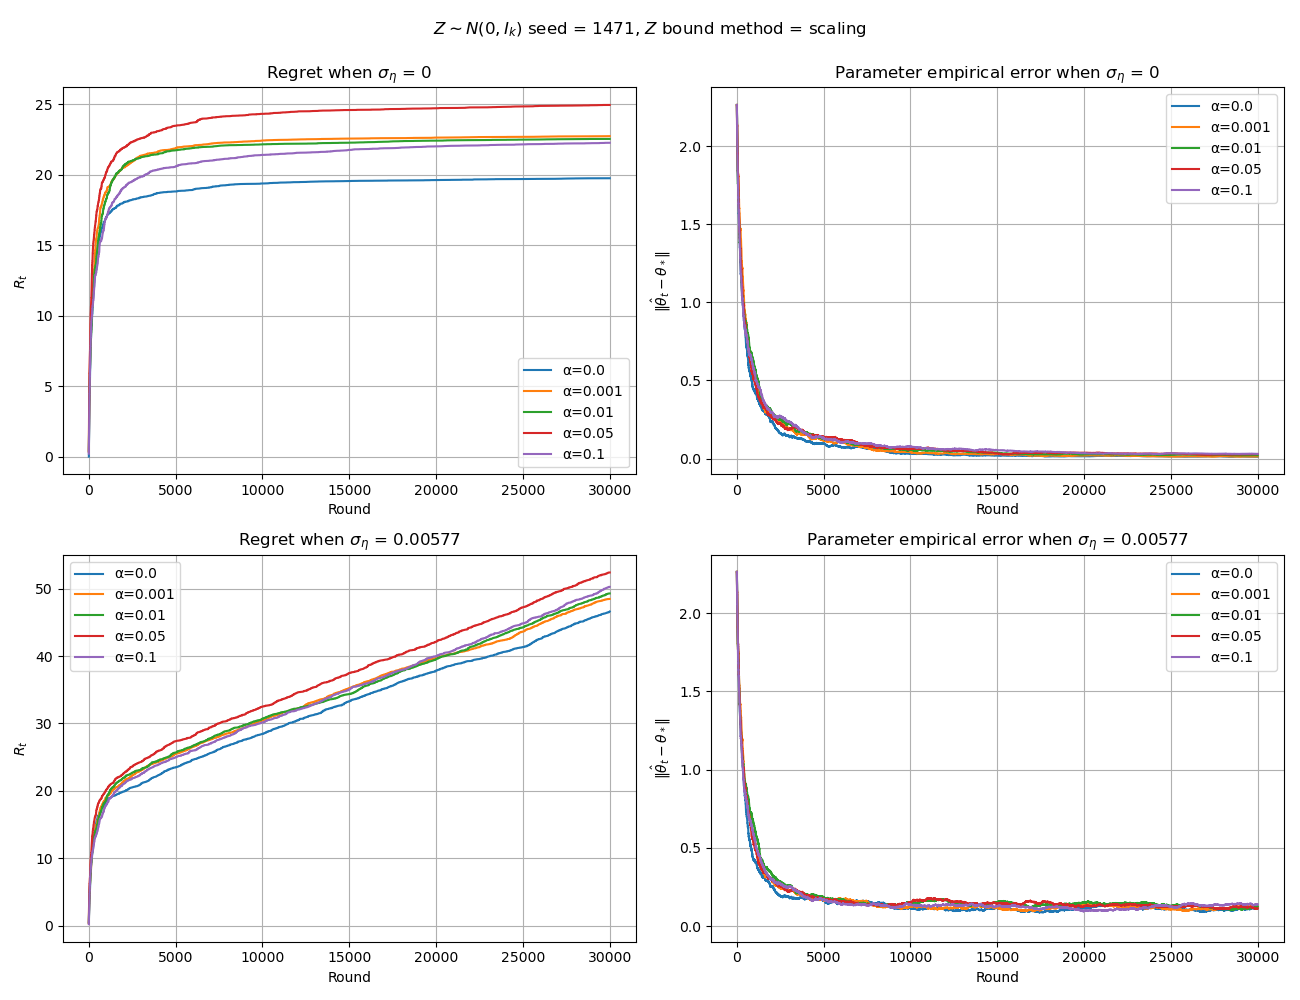 Z ∼ N(0, I_k) seed = 1471, Z bound method = scaling
Regret when σ_η = 0
25
20
15
10
5
0
R_t
α=0.0
α=0.001
α=0.01
α=0.05
α=0.1
0 5000 10000 15000 20000 25000 30000
Round
Parameter empirical error when σ_η = 0
2.0
1.5
1.0
0.5
0.0
‖θ̂_t − θ_*‖
α=0.0
α=0.001
α=0.01
α=0.05
α=0.1
0 5000 10000 15000 20000 25000 30000
Round
Regret when σ_η = 0.00577
50
40
30
20
10
0
R_t
α=0.0
α=0.001
α=0.01
α=0.05
α=0.1
0 5000 10000 15000 20000 25000 30000
Round
Parameter empirical error when σ_η = 0.00577
2.0
1.5
1.0
0.5
0.0
‖θ̂_t − θ_*‖
α=0.0
α=0.001
α=0.01
α=0.05
α=0.1
0 5000 10000 15000 20000 25000 30000
Round